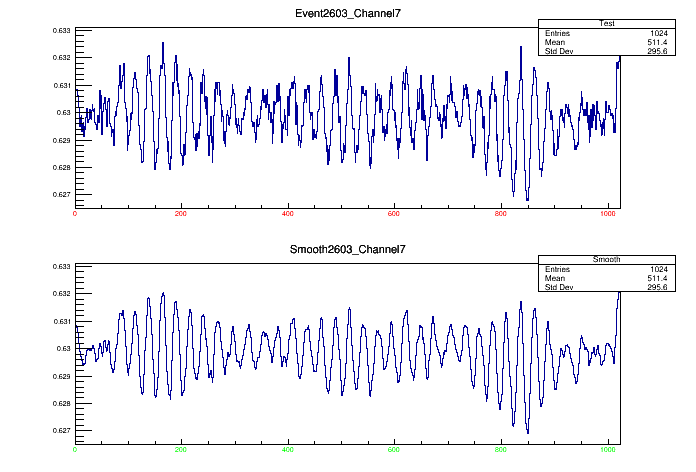 Event2603_Channel7
Test
Entries 1024
Mean 511.4
Std Dev 295.6
0.633
0.632
0.631
0.63
0.629
0.628
0.627
0 200 400 600 800 1000
Smooth2603_Channel7
Smooth
Entries 1024
Mean 511.4
Std Dev 295.6
0.633
0.632
0.631
0.63
0.629
0.628
0.627
0 200 400 600 800 1000